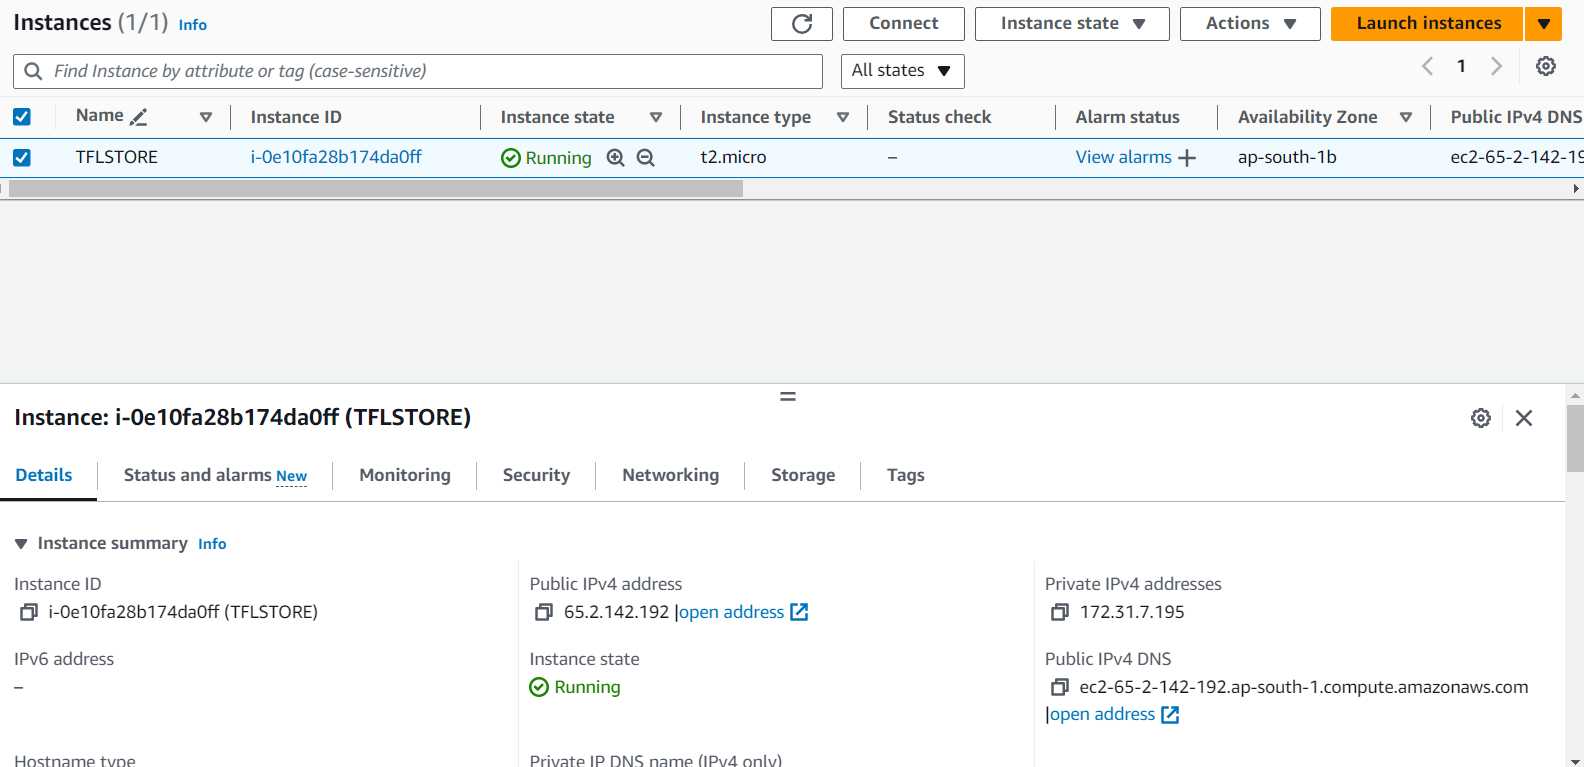 Instances (1/1) Info
Connect Instance state Actions Launch instances
Find Instance by attribute or tag (case-sensitive) All states 1
Name Instance ID Instance state Instance type Status check Alarm status Availability Zone Public IPv4 DNS
TFLSTORE i-0e10fa28b174da0ff Running t2.micro – View alarms + ap-south-1b ec2-65-2-142-19
Instance: i-0e10fa28b174da0ff (TFLSTORE)
Details Status and alarms New Monitoring Security Networking Storage Tags
Instance summary Info
Instance ID Public IPv4 address Private IPv4 addresses
i-0e10fa28b174da0ff (TFLSTORE) 65.2.142.192 |open address 172.31.7.195
IPv6 address Instance state Public IPv4 DNS
– Running ec2-65-2-142-192.ap-south-1.compute.amazonaws.com
|open address
Hostname type Private IP DNS name (IPv4 only)